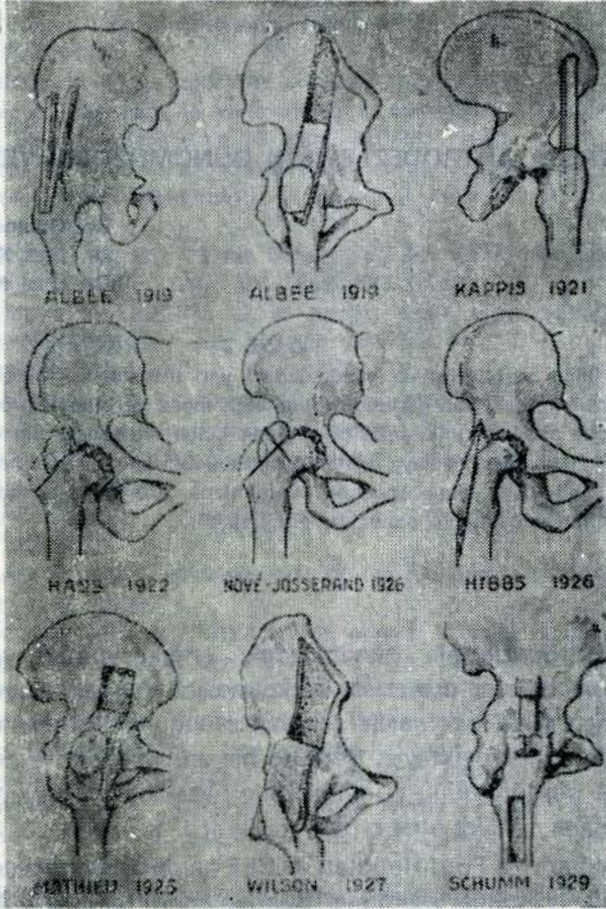 ALBEE 1919 ALBEE 1919 KAPPIS 1921
HASS 1922 NOVÉ-JOSSERAND 1926 HIBBS 1926
MATHIEU 1925 WILSON 1927 SCHUMM 1929